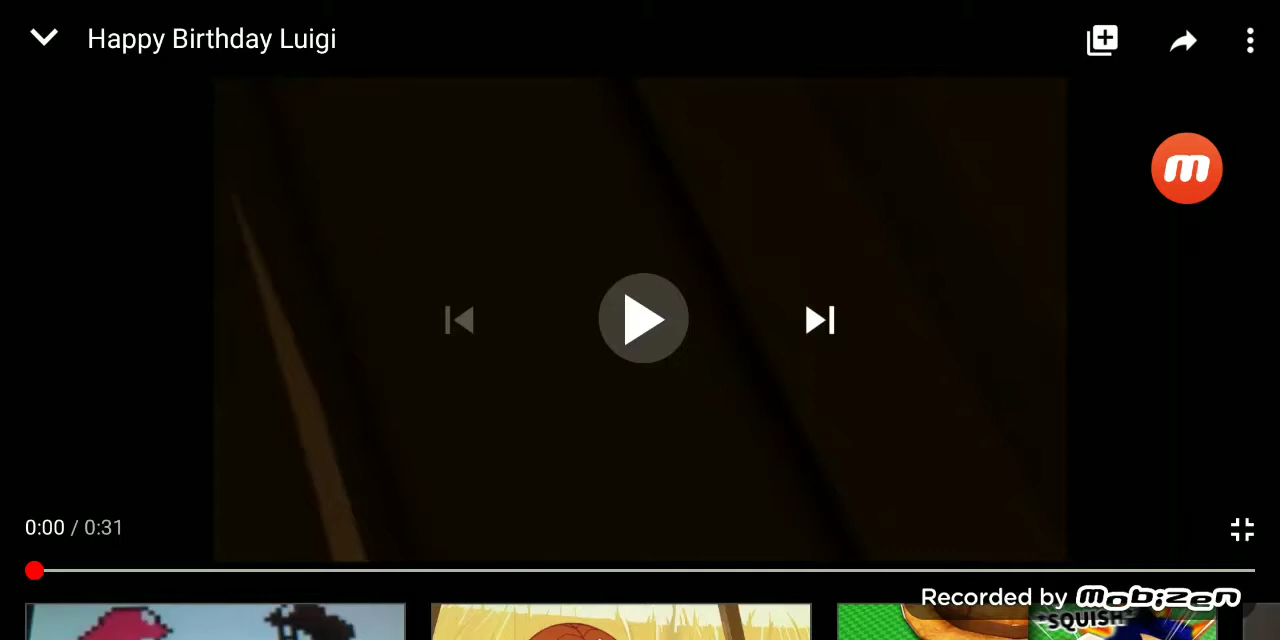 Happy Birthday Luigi
m
0:00 / 0:31
Recorded by mobizen
-SQUISH-